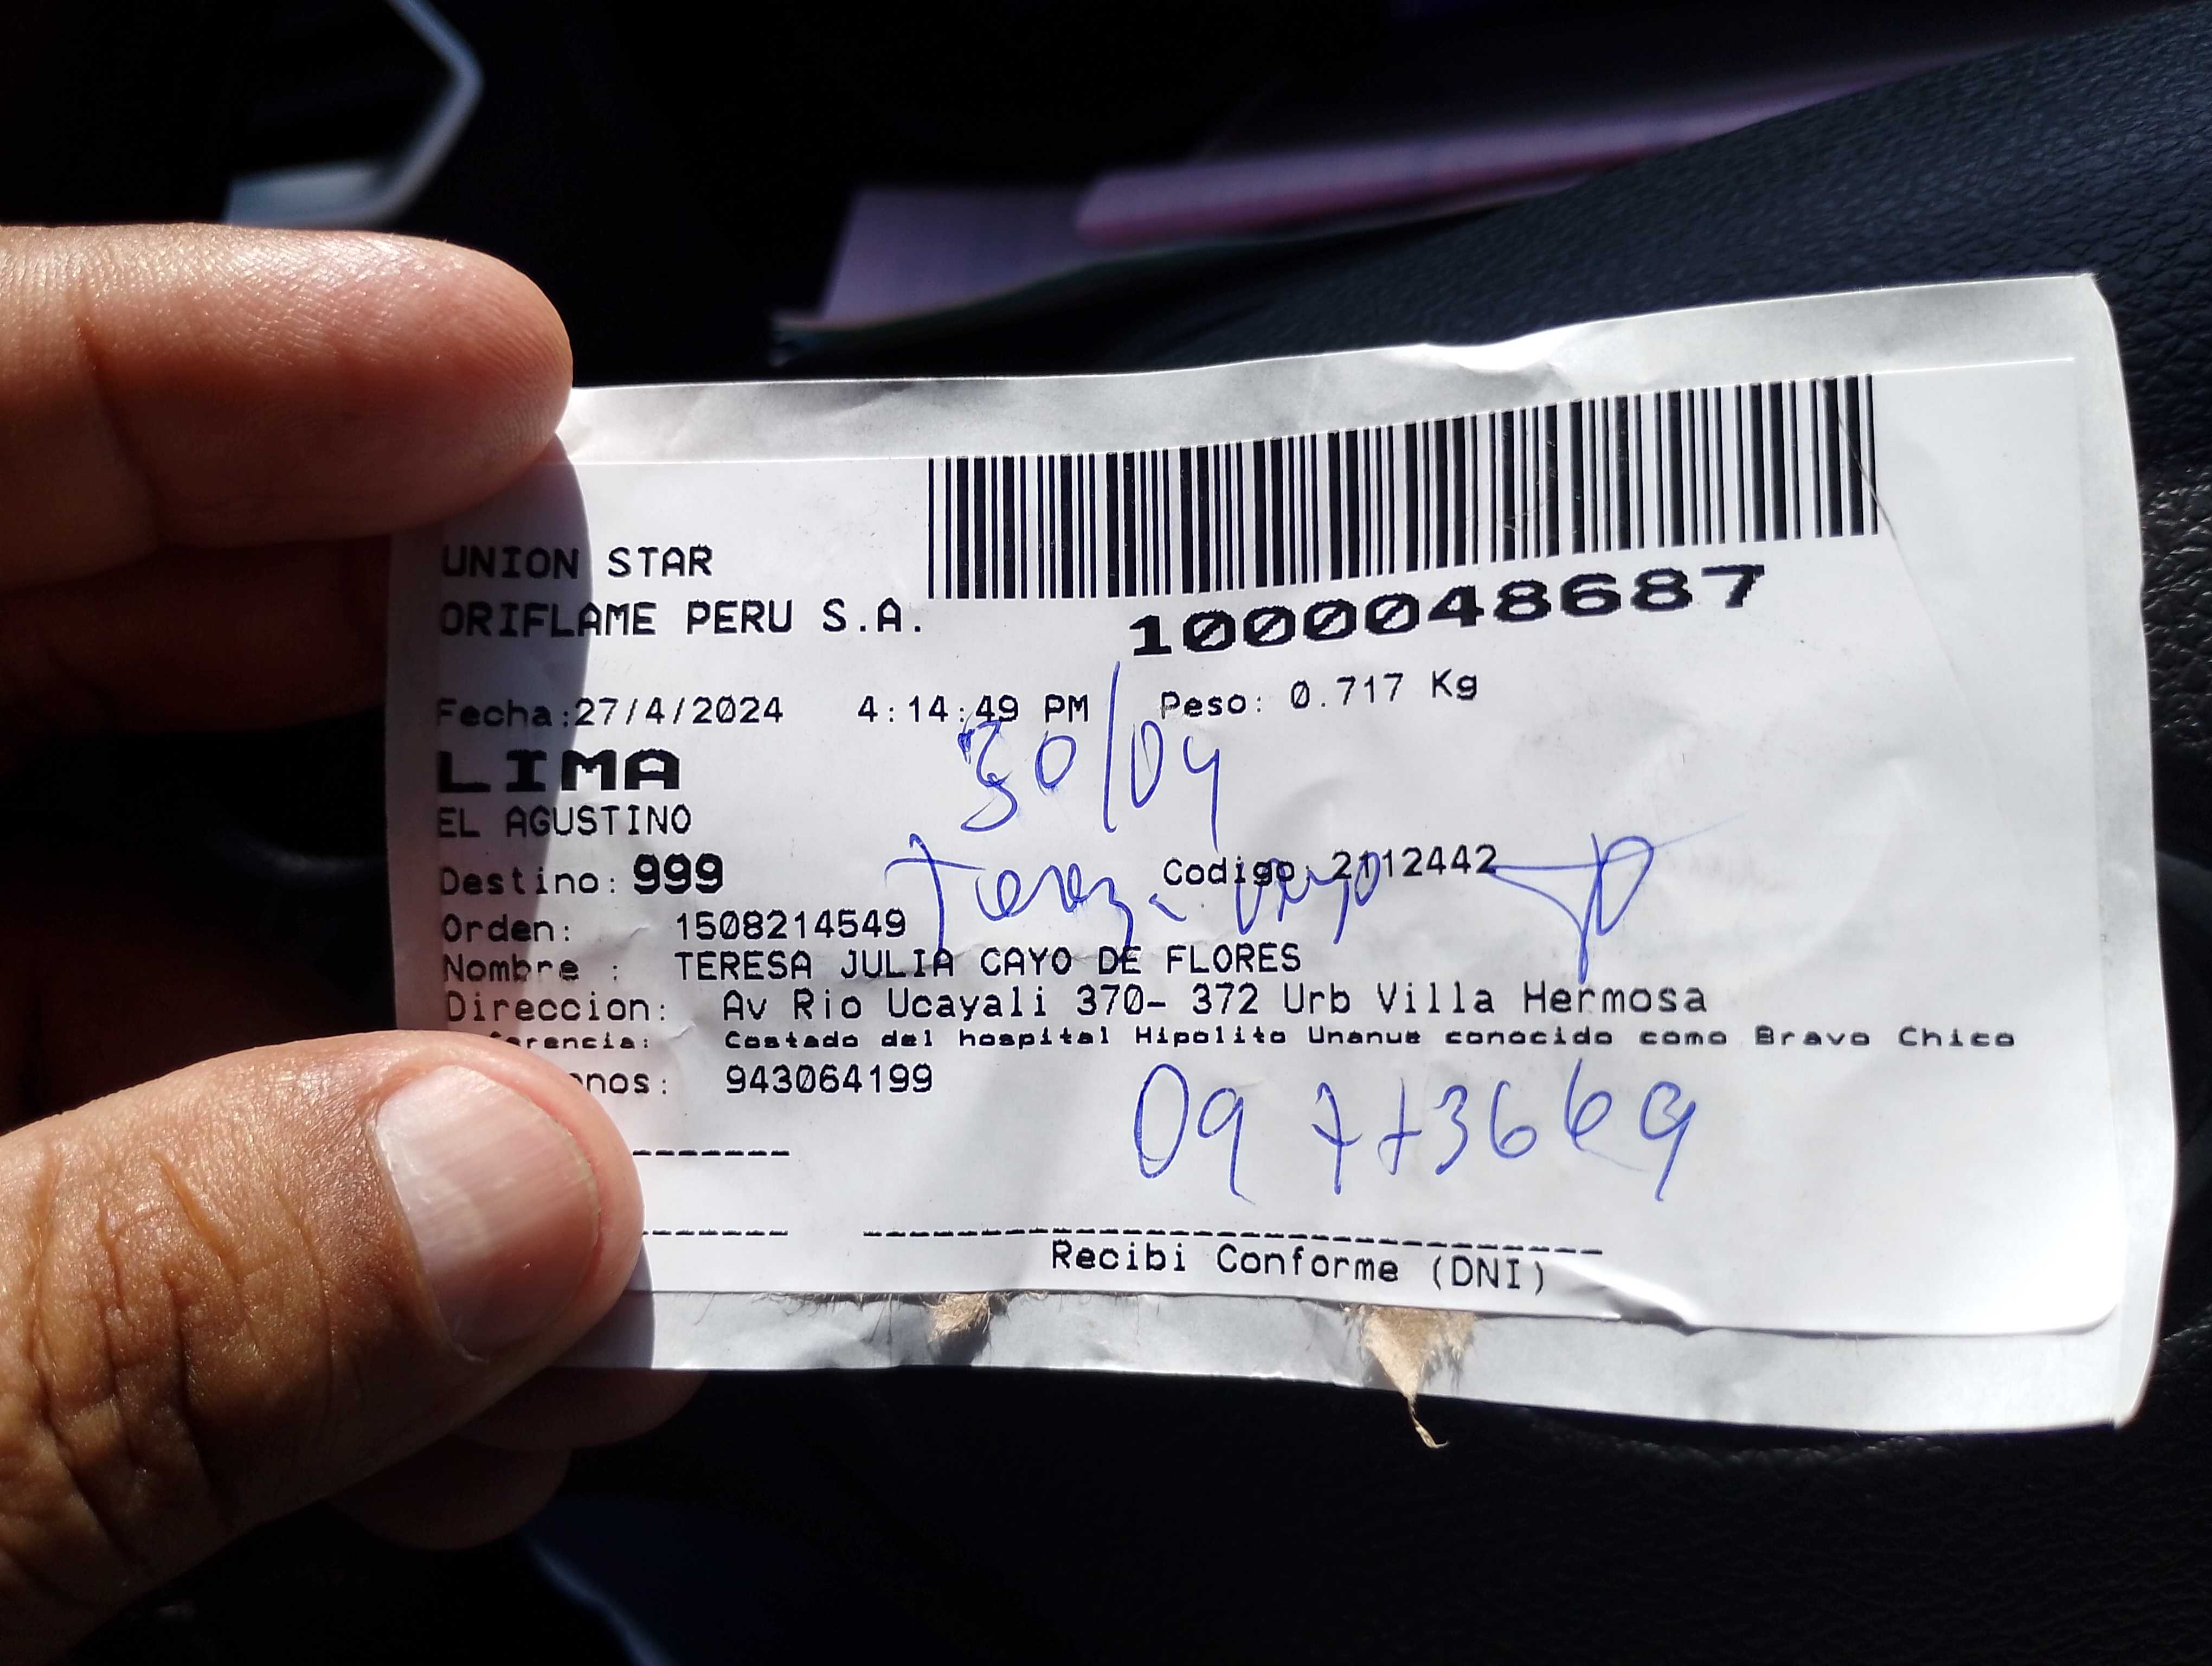 UNION STAR
ORIFLAME PERU S.A.
1000048687
Fecha:27/4/2024 4:14:49 PM Peso: 0.717 Kg
LIMA
30/04
EL AGUSTINO
Destino: 999 Codigo: 2112442
Orden: 1508214549
Nombre : TERESA JULIA CAYO DE FLORES
Direccion: Av Rio Ucayali 370- 372 Urb Villa Hermosa
erencia: Costado del hospital Hipolito Unanue conocido como Bravo Chico
onos: 943064199
09773669
Recibi Conforme (DNI)